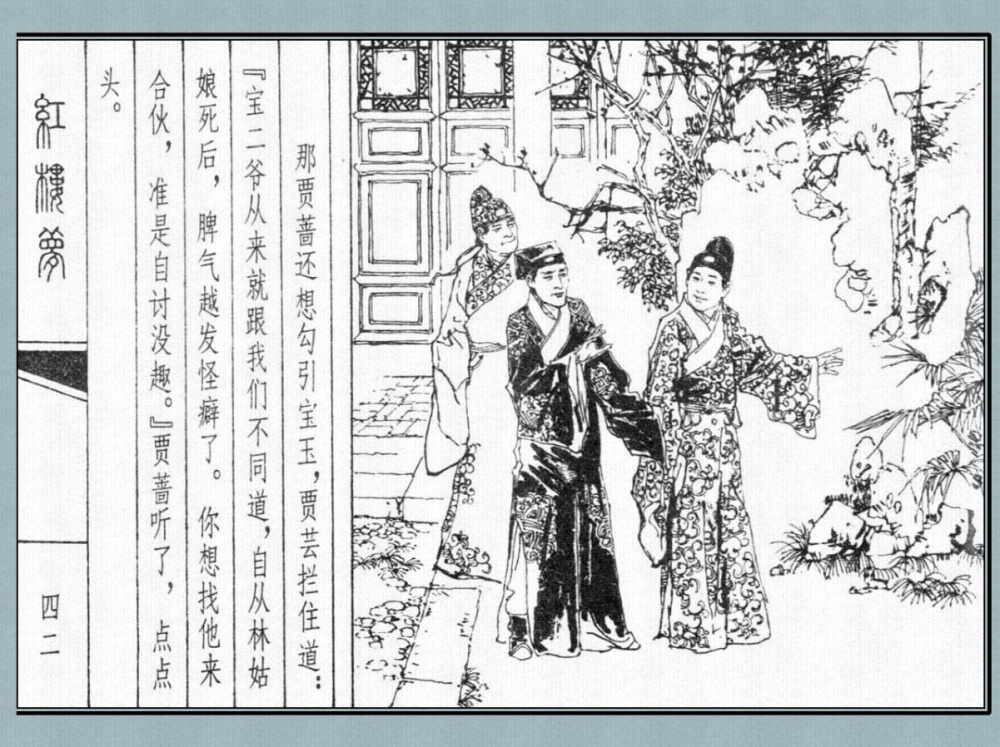 那贾蔷还想勾引宝玉，贾芸拦住道：
『宝二爷从来就跟我们不同道，自从林姑
娘死后，脾气越发怪癖了。你想找他来
合伙，准是自讨没趣。』贾蔷听了，点点
头。
红楼梦
四二